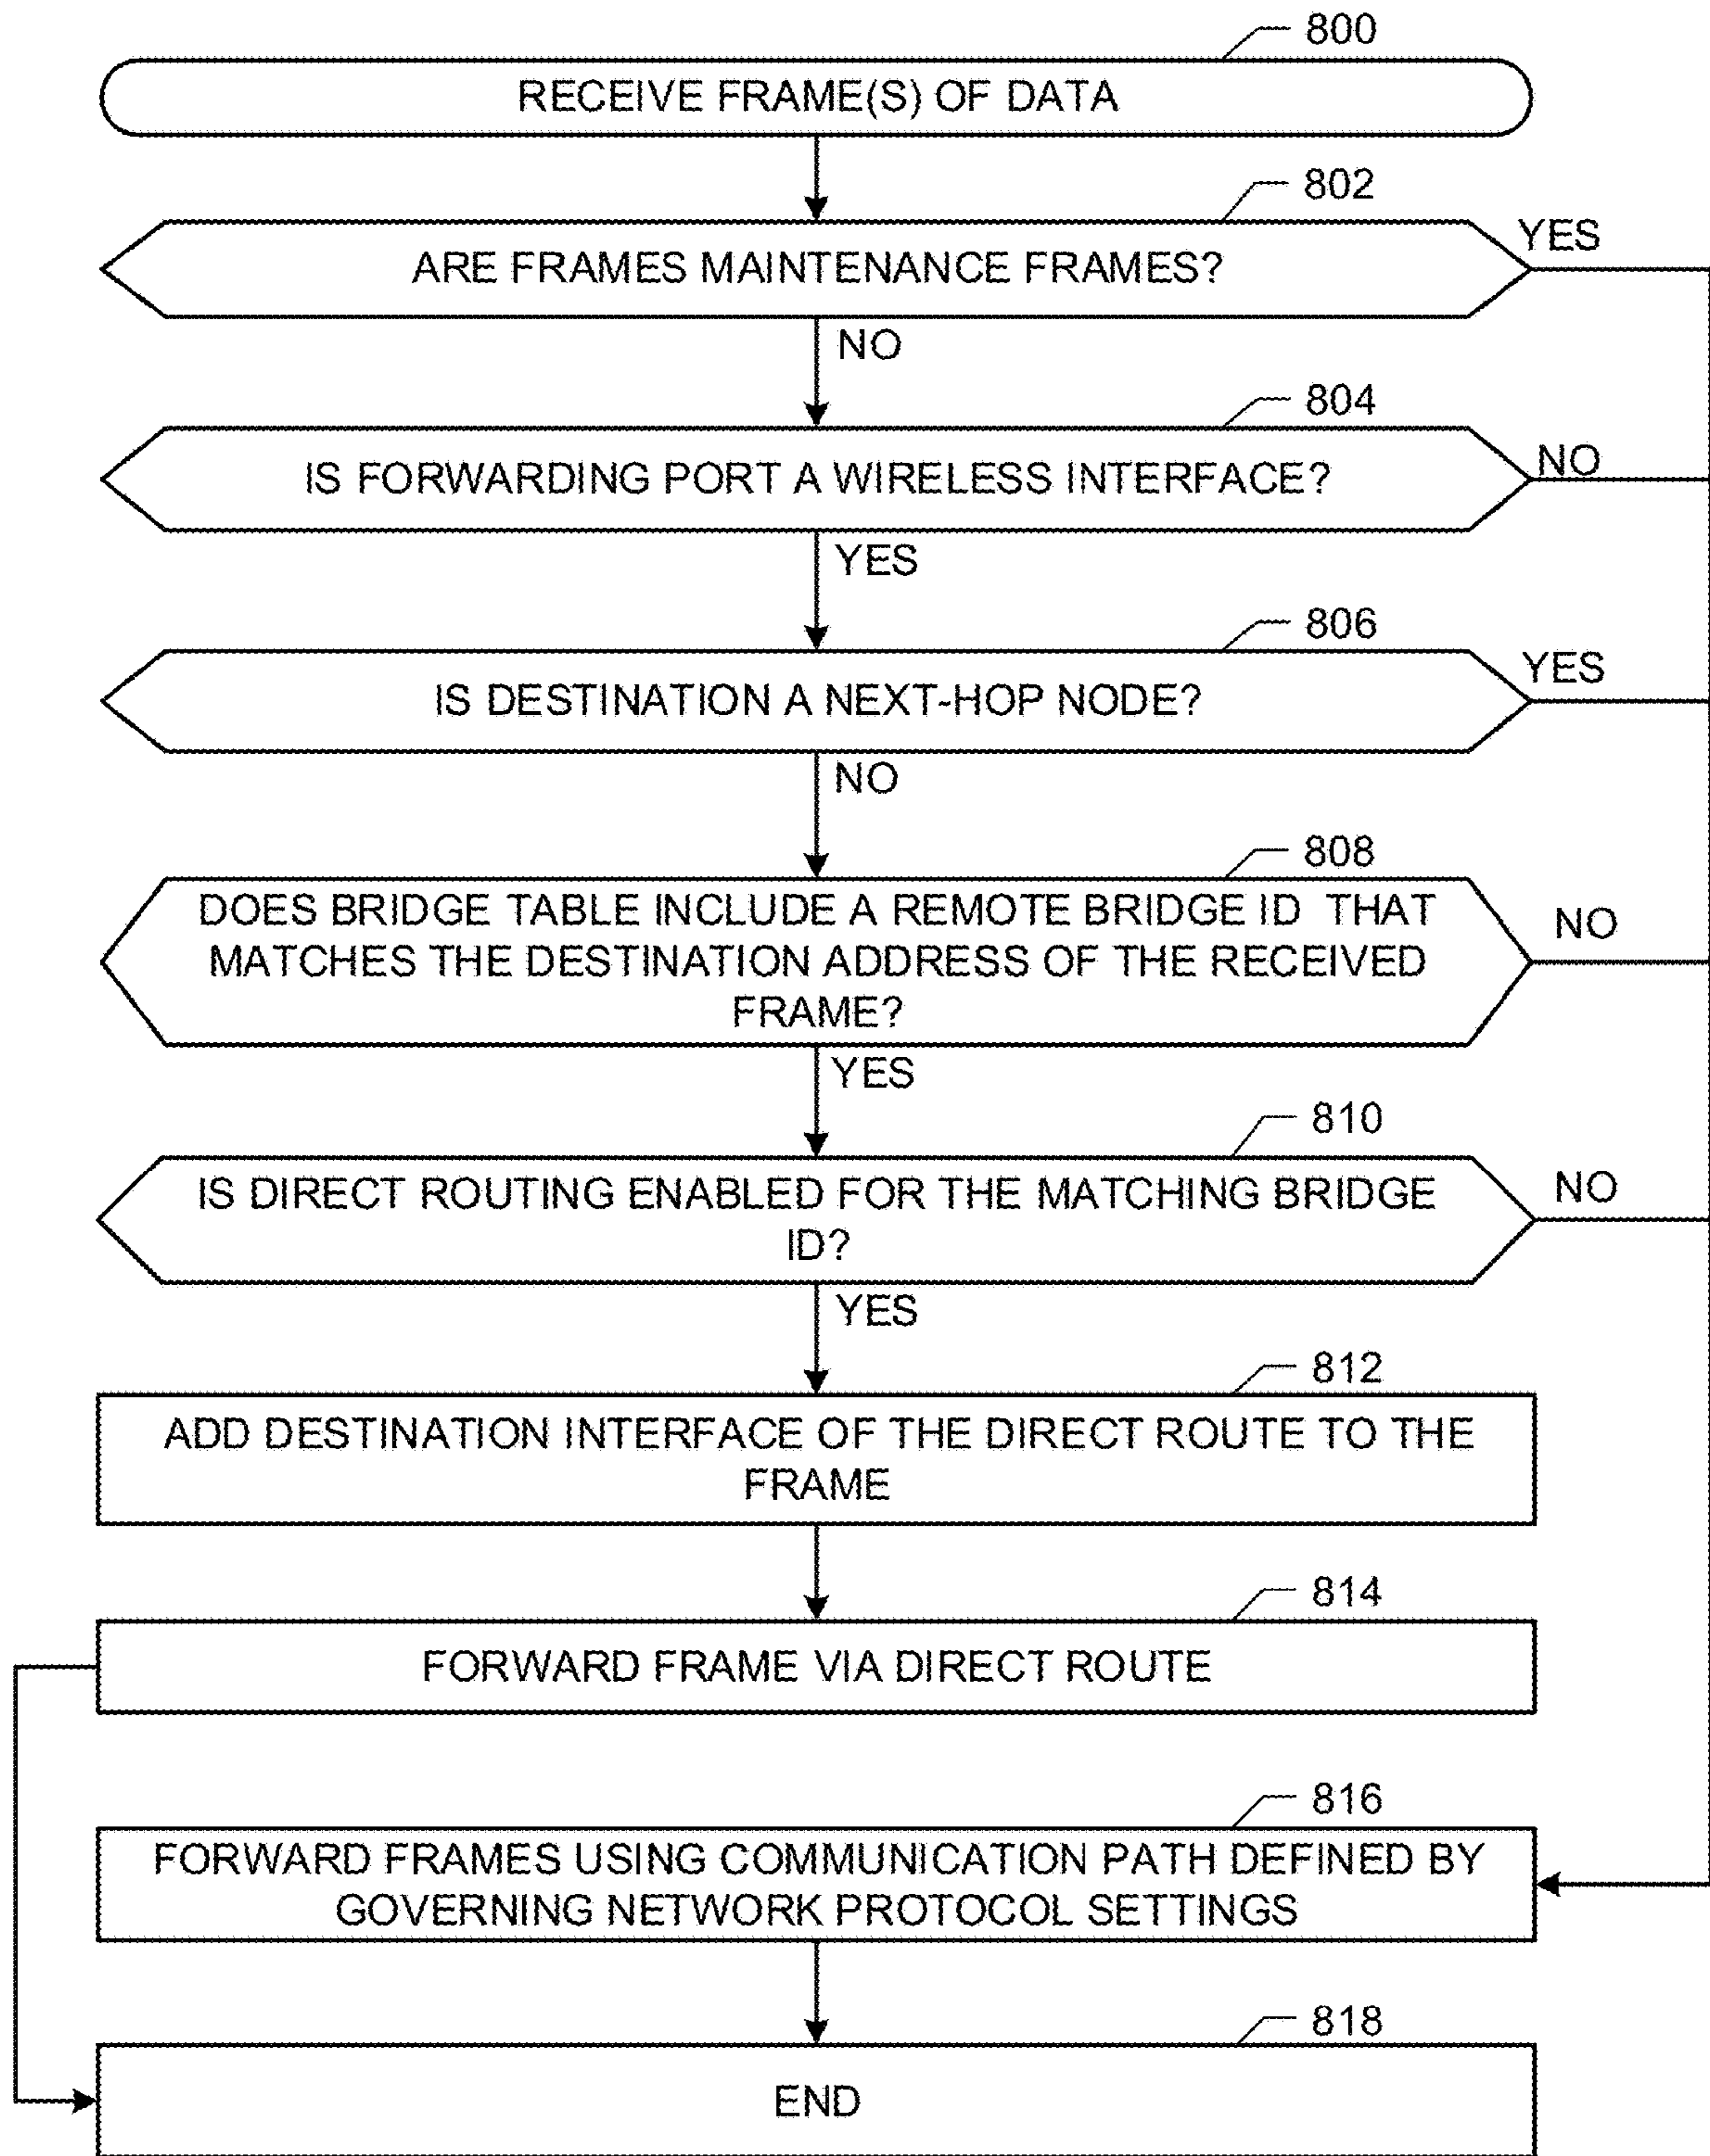 800
RECEIVE FRAME(S) OF DATA
802
ARE FRAMES MAINTENANCE FRAMES?
YES
NO
804
IS FORWARDING PORT A WIRELESS INTERFACE?
NO
YES
806
IS DESTINATION A NEXT-HOP NODE?
YES
NO
808
DOES BRIDGE TABLE INCLUDE A REMOTE BRIDGE ID THAT
MATCHES THE DESTINATION ADDRESS OF THE RECEIVED
FRAME?
NO
YES
810
IS DIRECT ROUTING ENABLED FOR THE MATCHING BRIDGE
ID?
NO
YES
812
ADD DESTINATION INTERFACE OF THE DIRECT ROUTE TO THE
FRAME
814
FORWARD FRAME VIA DIRECT ROUTE
816
FORWARD FRAMES USING COMMUNICATION PATH DEFINED BY
GOVERNING NETWORK PROTOCOL SETTINGS
818
END